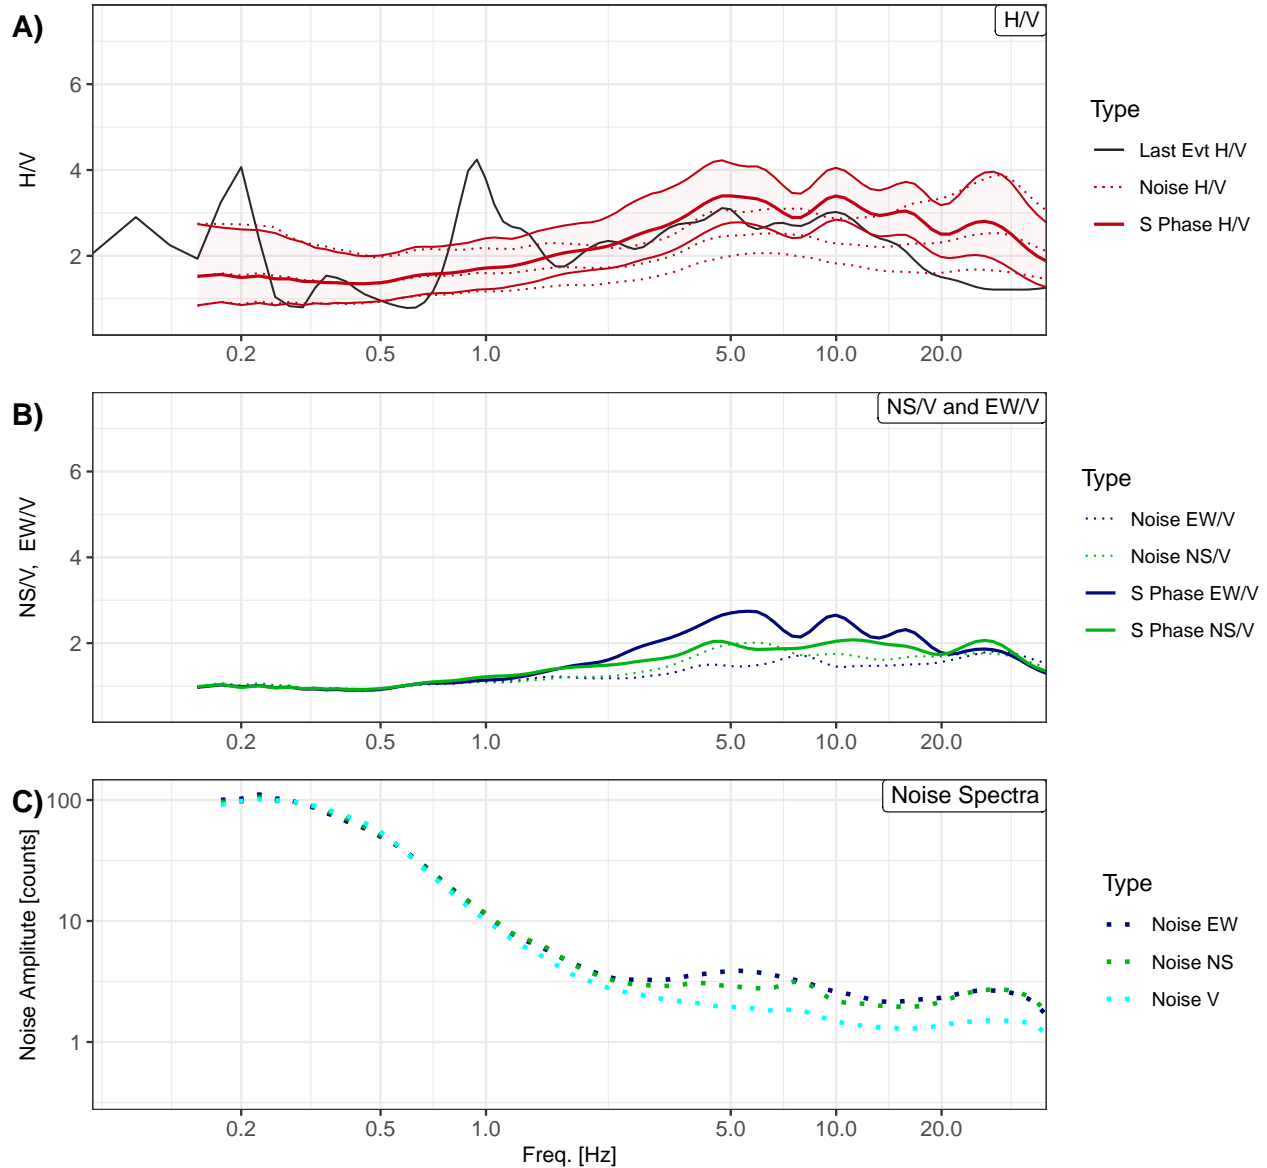 A)
H/V
H/V
6
4
2
0.2 0.5 1.0 5.0 10.0 20.0
Type
Last Evt H/V
Noise H/V
S Phase H/V
B)
NS/V and EW/V
NS/V, EW/V
6
4
2
0.2 0.5 1.0 5.0 10.0 20.0
Type
Noise EW/V
Noise NS/V
S Phase EW/V
S Phase NS/V
C)
Noise Spectra
Noise Amplitute [counts]
100
10
1
0.2 0.5 1.0 5.0 10.0 20.0
Freq. [Hz]
Type
Noise EW
Noise NS
Noise V